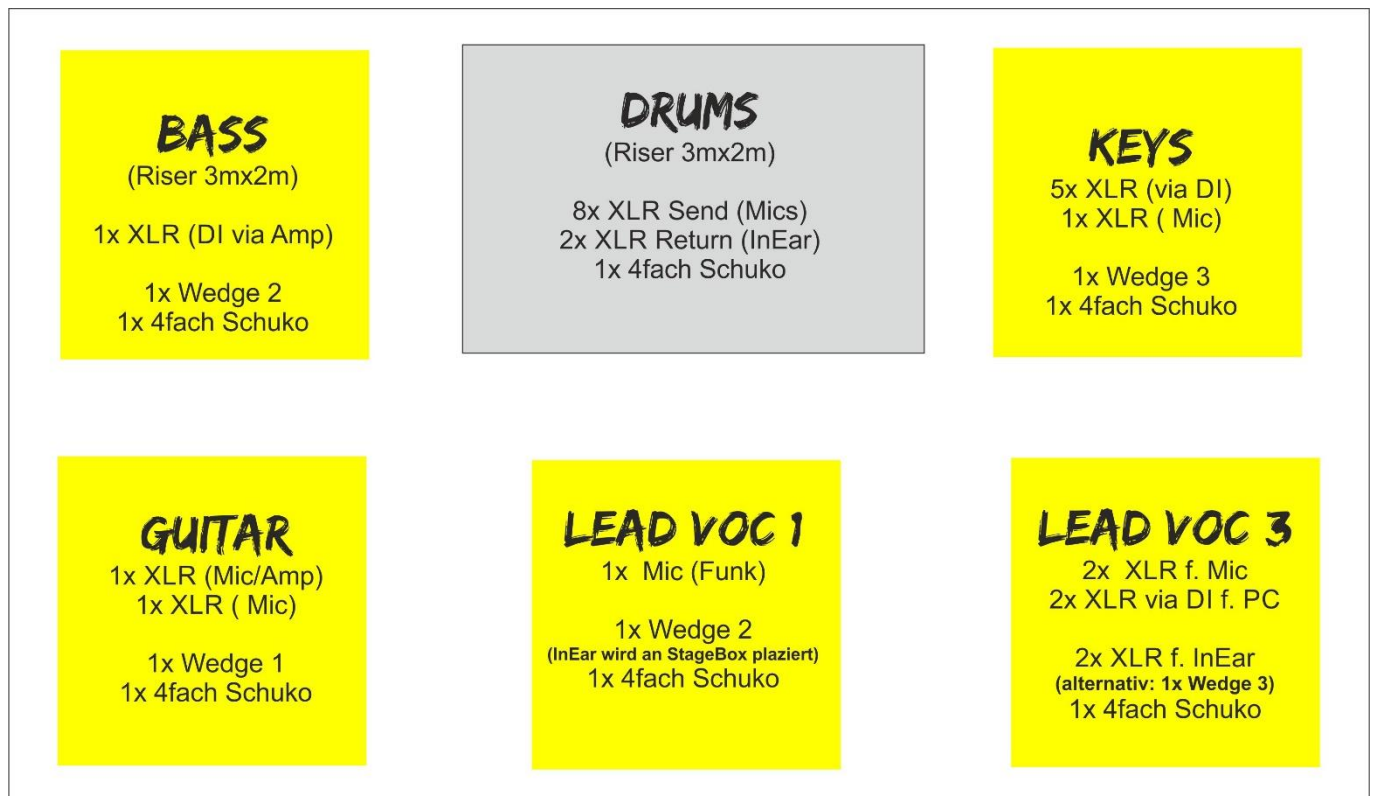 BASS
(Riser 3mx2m)
1x XLR (DI via Amp)
1x Wedge 2
1x 4fach Schuko
DRUMS
(Riser 3mx2m)
8x XLR Send (Mics)
2x XLR Return (InEar)
1x 4fach Schuko
KEYS
5x XLR (via DI)
1x XLR ( Mic)
1x Wedge 3
1x 4fach Schuko
GUITAR
1x XLR (Mic/Amp)
1x XLR ( Mic)
1x Wedge 1
1x 4fach Schuko
LEAD VOC 1
1x Mic (Funk)
1x Wedge 2
(InEar wird an StageBox plaziert)
1x 4fach Schuko
LEAD VOC 3
2x XLR f. Mic
2x XLR via DI f. PC
2x XLR f. InEar
(alternativ: 1x Wedge 3)
1x 4fach Schuko